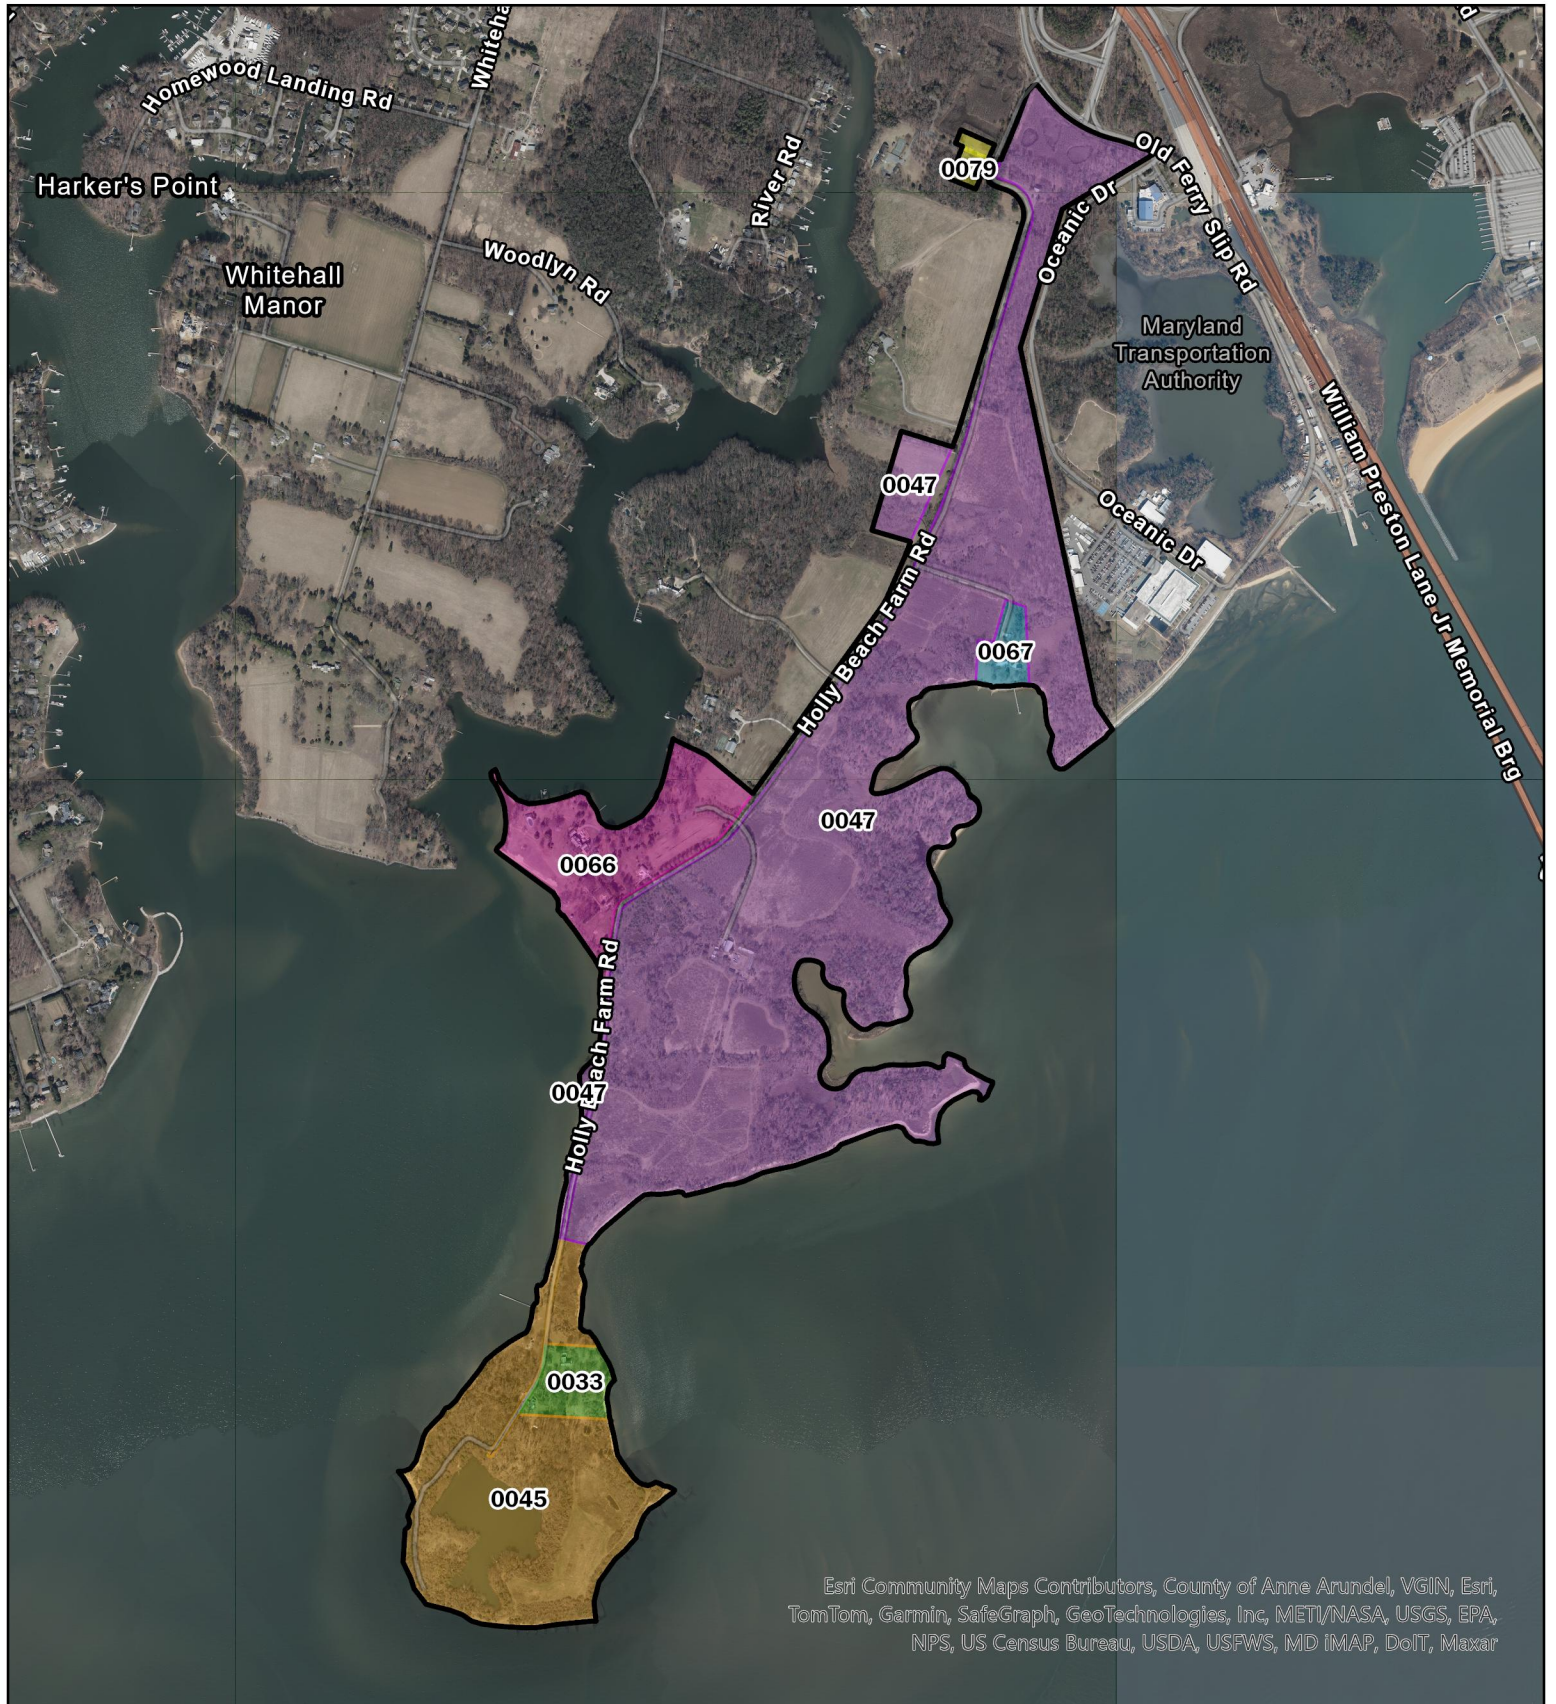 Whiteha
d
Homewood Landing Rd
Harker's Point
River Rd
0079
Old Ferry Slip Rd
Oceanic Dr
Woodlyn Rd
Whitehall
Manor
Maryland
Transportation
Authority
William Preston Lane Jr Memorial Brg
0047
Oceanic Dr
Holly Beach Farm Rd
0067
0047
0066
Holly ach Farm Rd
0047
0033
0045
Esri Community Maps Contributors, County of Anne Arundel, VGIN, Esri,
TomTom, Garmin, SafeGraph, GeoTechnologies, Inc, METI/NASA, USGS, EPA,
NPS, US Census Bureau, USDA, USFWS, MD iMAP, DoIT, Maxar